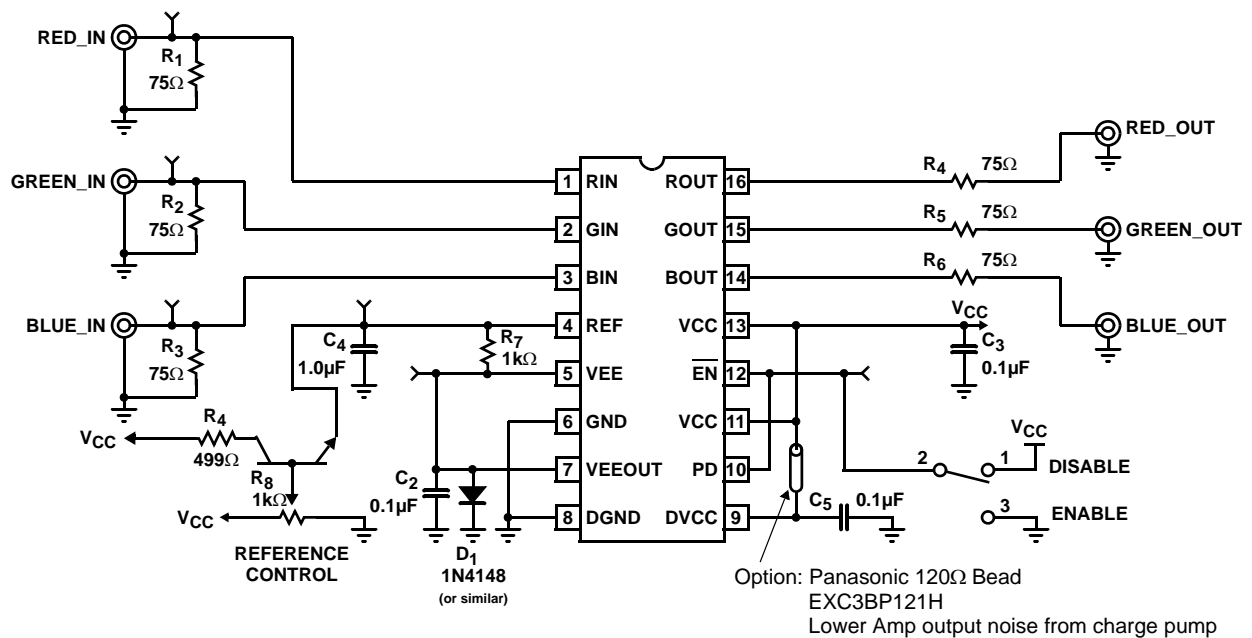 RED_IN
R1
75Ω
GREEN_IN
R2
75Ω
BLUE_IN
R3
75Ω
C4
1.0µF
R7
1kΩ
VCC
R4
499Ω
R8
1kΩ
VCC
REFERENCE
CONTROL
C2
0.1µF
D1
1N4148
(or similar)
1 RIN ROUT 16
2 GIN GOUT 15
3 BIN BOUT 14
4 REF VCC 13
5 VEE EN 12
6 GND VCC 11
7 VEEOUT PD 10
8 DGND DVCC 9
R4 75Ω
RED_OUT
R5 75Ω
GREEN_OUT
R6 75Ω
BLUE_OUT
VCC
C3
0.1µF
VCC
2 1 DISABLE
3 ENABLE
C5 0.1µF
Option: Panasonic 120Ω Bead
EXC3BP121H
Lower Amp output noise from charge pump